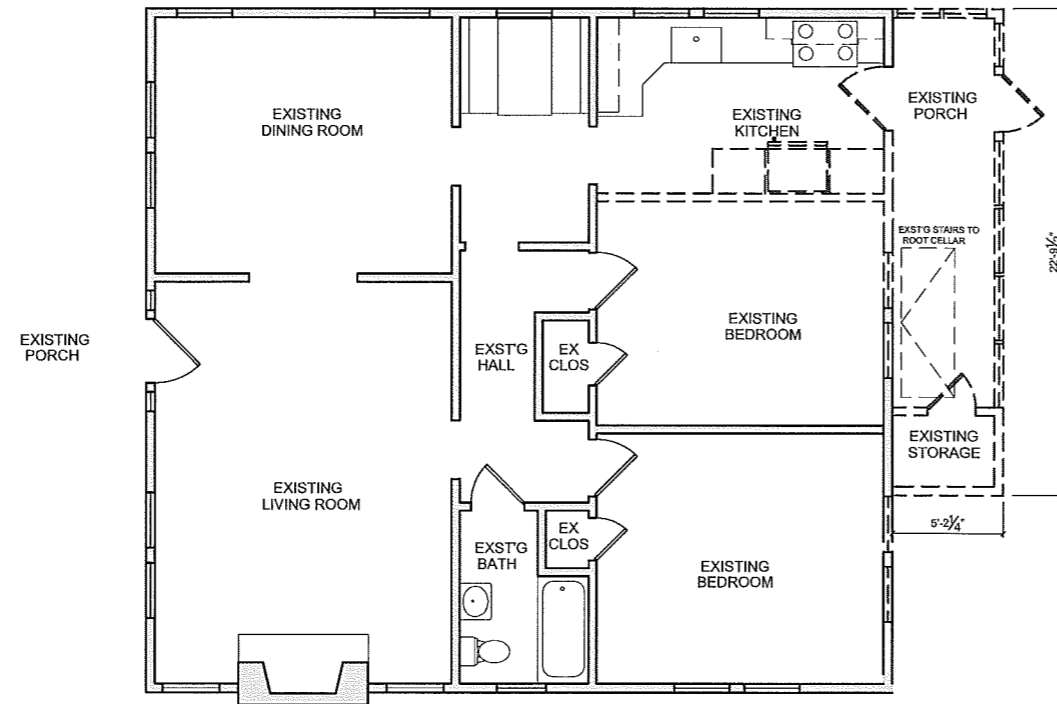 EXISTING
DINING ROOM
EXISTING
KITCHEN
EXISTING
PORCH
EXST'G STAIRS TO
ROOT CELLAR
22'-9½"
EXISTING
PORCH
EXST'G
HALL
EX
CLOS
EXISTING
BEDROOM
EXISTING
STORAGE
5'-2¼"
EXISTING
LIVING ROOM
EX
CLOS
EXST'G
BATH
EXISTING
BEDROOM